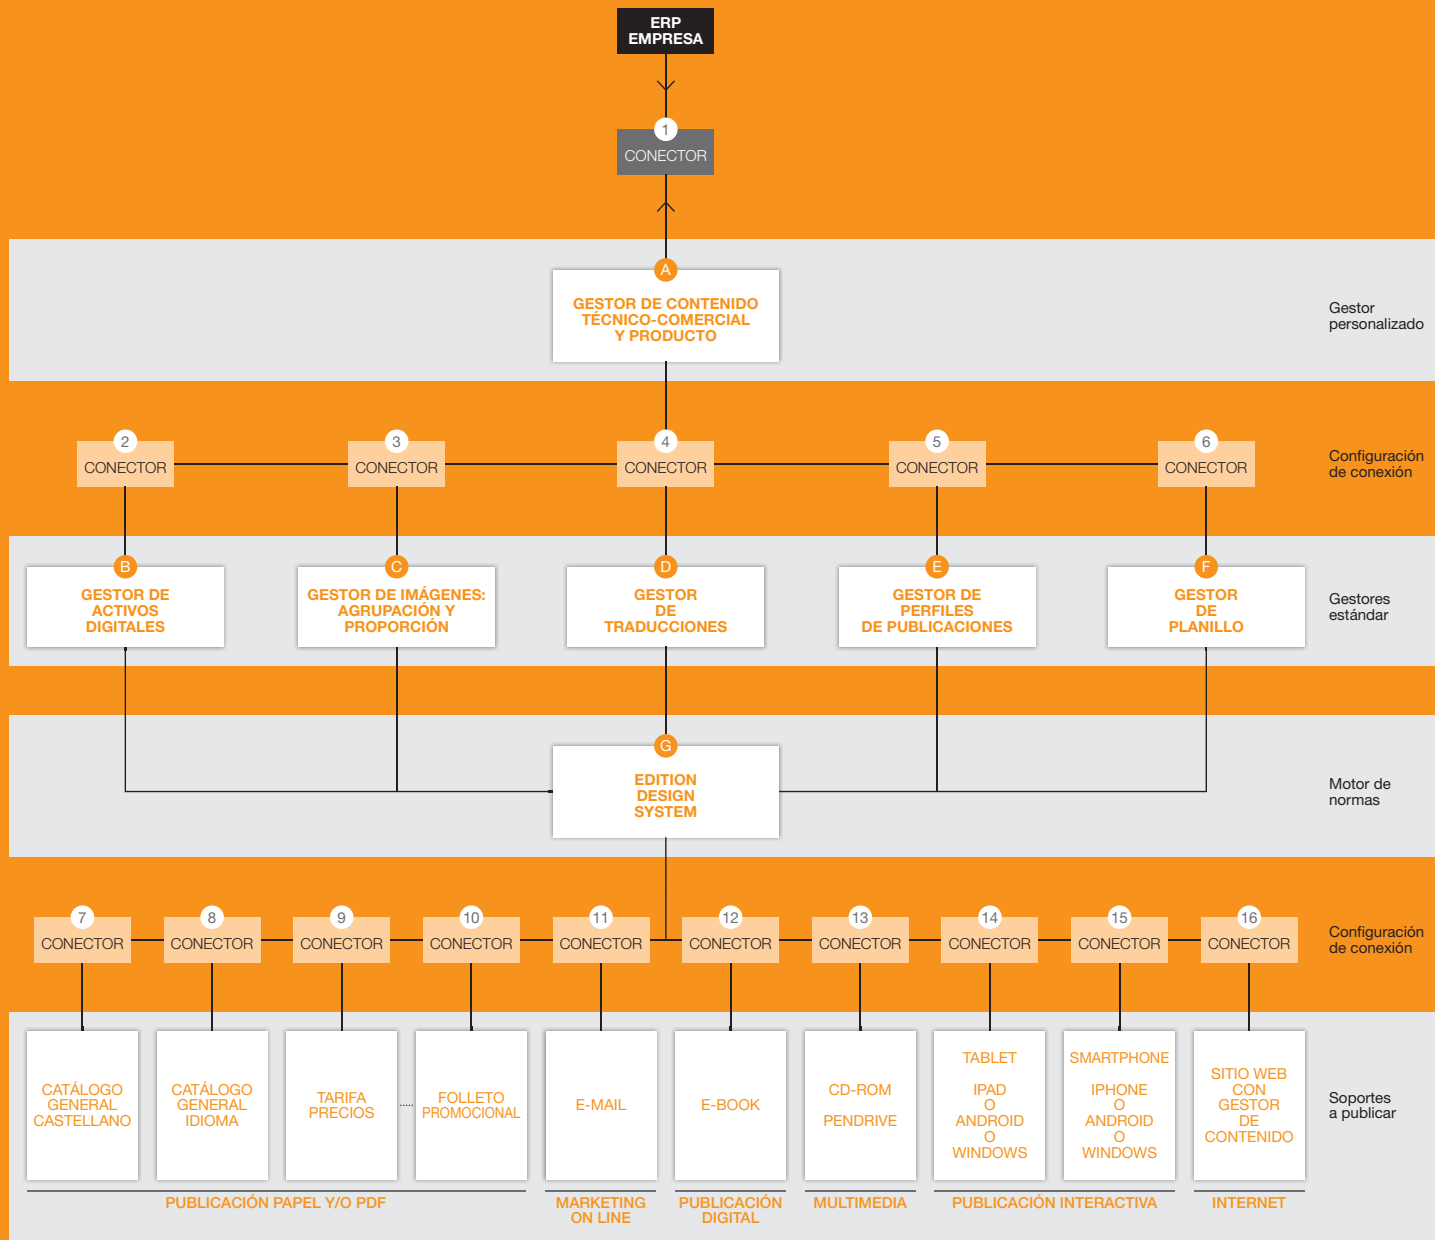 ERP
EMPRESA
1
CONECTOR
A
GESTOR DE CONTENIDO
TÉCNICO-COMERCIAL
Y PRODUCTO
Gestor
personalizado
2
CONECTOR
3
CONECTOR
4
CONECTOR
5
CONECTOR
6
CONECTOR
Configuración
de conexión
B
GESTOR DE
ACTIVOS
DIGITALES
C
GESTOR DE IMÁGENES:
AGRUPACIÓN Y
PROPORCIÓN
D
GESTOR
DE
TRADUCCIONES
E
GESTOR DE
PERFILES
DE PUBLICACIONES
F
GESTOR
DE
PLANILLO
Gestores
estándar
G
EDITION
DESIGN
SYSTEM
Motor de
normas
7
CONECTOR
8
CONECTOR
9
CONECTOR
10
CONECTOR
11
CONECTOR
12
CONECTOR
13
CONECTOR
14
CONECTOR
15
CONECTOR
16
CONECTOR
Configuración
de conexión
CATÁLOGO
GENERAL
CASTELLANO
CATÁLOGO
GENERAL
IDIOMA
TARIFA
PRECIOS
.....
FOLLETO
PROMOCIONAL
E-MAIL
E-BOOK
CD-ROM
PENDRIVE
TABLET
IPAD
O
ANDROID
O
WINDOWS
SMARTPHONE
IPHONE
O
ANDROID
O
WINDOWS
SITIO WEB
CON
GESTOR
DE
CONTENIDO
Soportes
a publicar
PUBLICACIÓN PAPEL Y/O PDF
MARKETING
ON LINE
PUBLICACIÓN
DIGITAL
MULTIMEDIA
PUBLICACIÓN INTERACTIVA
INTERNET